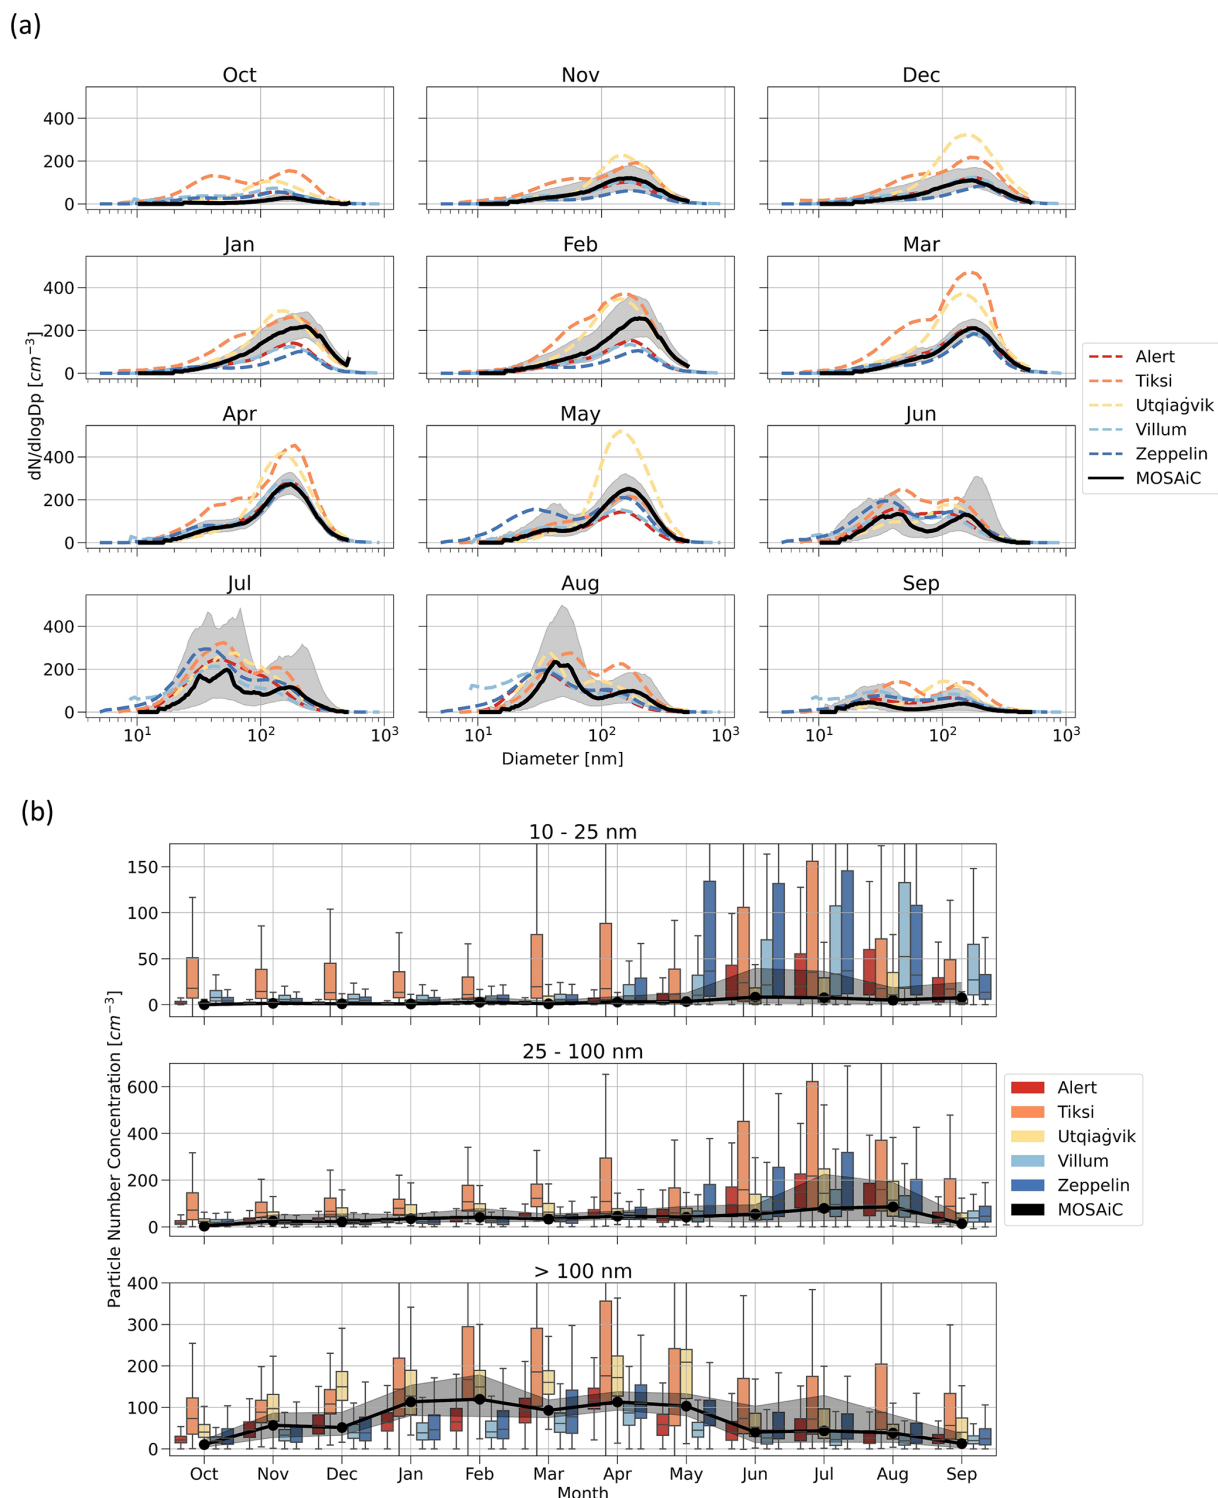 (a)
Oct Nov Dec
400
200
0
Jan Feb Mar
400
200
0
dN/dlogDp [cm⁻³]
Alert
Tiksi
Utqiaġvik
Villum
Zeppelin
MOSAiC
Apr May Jun
400
200
0
Jul Aug Sep
400
200
0
10¹ 10² 10³ 10¹ 10² 10³ 10¹ 10² 10³
Diameter [nm]
(b)
10 - 25 nm
150
100
50
0
25 - 100 nm
600
400
200
0
Particle Number Concentration [cm⁻³]
Alert
Tiksi
Utqiaġvik
Villum
Zeppelin
MOSAiC
> 100 nm
400
300
200
100
0
Oct Nov Dec Jan Feb Mar Apr May Jun Jul Aug Sep
Month